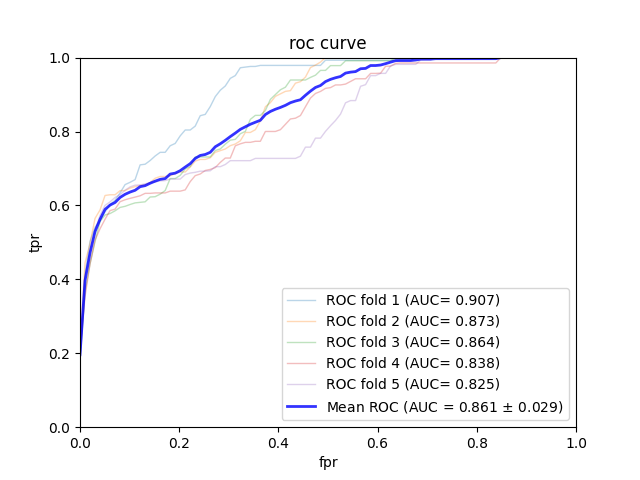 roc curve
1.0
0.8
0.6
0.4
0.2
0.0
tpr
ROC fold 1 (AUC= 0.907)
ROC fold 2 (AUC= 0.873)
ROC fold 3 (AUC= 0.864)
ROC fold 4 (AUC= 0.838)
ROC fold 5 (AUC= 0.825)
Mean ROC (AUC = 0.861 ± 0.029)
0.0 0.2 0.4 0.6 0.8 1.0
fpr